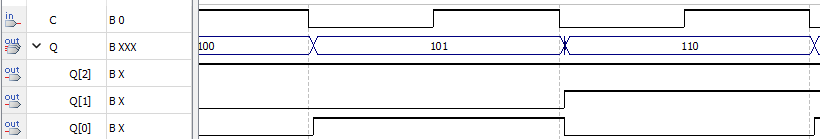 in C B 0
out Q B XXX 100 101 110
out Q[2] B X
out Q[1] B X
out Q[0] B X